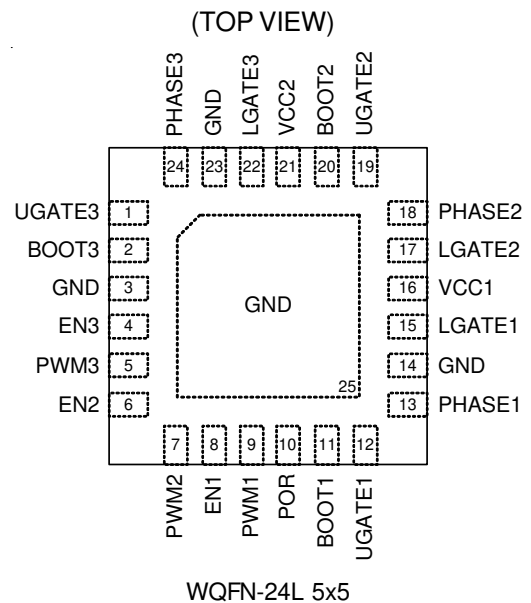 (TOP VIEW)
PHASE3
GND
LGATE3
VCC2
BOOT2
UGATE2
24
23
22
21
20
19
UGATE3 1
BOOT3 2
GND 3
EN3 4
PWM3 5
EN2 6
18 PHASE2
17 LGATE2
16 VCC1
15 LGATE1
14 GND
13 PHASE1
GND
25
7
8
9
10
11
12
PWM2
EN1
PWM1
POR
BOOT1
UGATE1
WQFN-24L 5x5